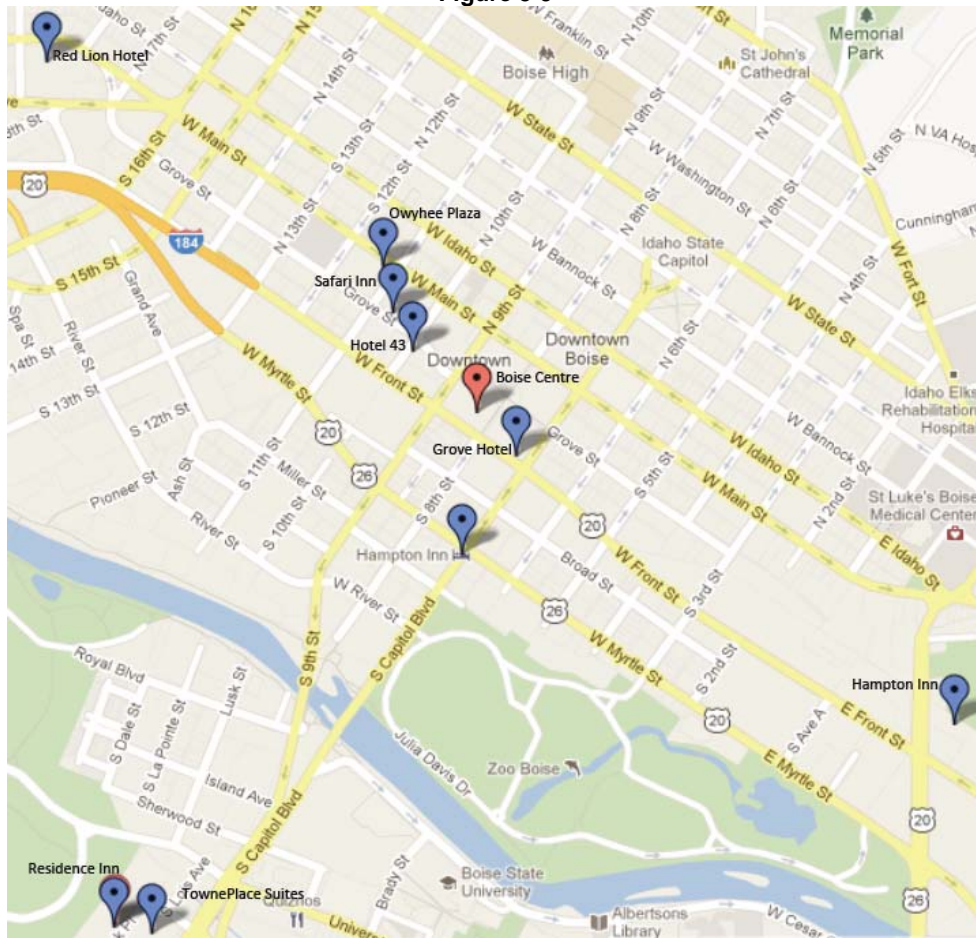 Red Lion Hotel
Idaho St
N 17th St
N 14th St
Boise High
W Franklin St
N 10th St
St John's
Cathedral
Memorial
Park
S 16th St
W Main St
S 13th St
N 12th St
W State St
N 9th St
N 7th St
N 5th St
W Washington St
Grove St
S 12th St
N 10th St
N 8th St
N 6th St
20
N 13th St
Owyhee Plaza
W Idaho St
W Bannock St
Cunningham
184
Idaho State
Capitol
W Fort St
S 15th St
Grand Ave
Safari Inn
Grove St
W Main St
N 9th St
N 4th St
Spa St
River St
14th St
Hotel 43
Downtown
Downtown
Boise
N 6th St
W State St
W Myrtle St
W Front St
Boise Centre
Idaho Elks
Rehabilitation
Hospital
S 13th St
S 12th St
20
26
Grove Hotel
Grove St
W Idaho St
W Bannock St
S 11th St
Miller St
Ash St
Pioneer St
S 10th St
S 8th St
S 5th St
W Main St
N 2nd St
St Luke's Boise
Medical Center
River St
Hampton Inn
20
Broad St
W Front St
E Idaho St
W River St
26
S 3rd St
S Capitol Blvd
W Myrtle St
S 2nd St
S 9th St
Royal Blvd
Lusk St
S Dale St
S La Pointe St
Hampton Inn
20
E Front St
S Ave A
Julia Davis Dr
Zoo Boise
E Myrtle St
Island Ave
Sherwood St
S Capitol Blvd
20
Residence Inn
TownePlace Suites
Lois Ave
Brady St
Boise State
University
Quiznos
26
Albertsons
Library